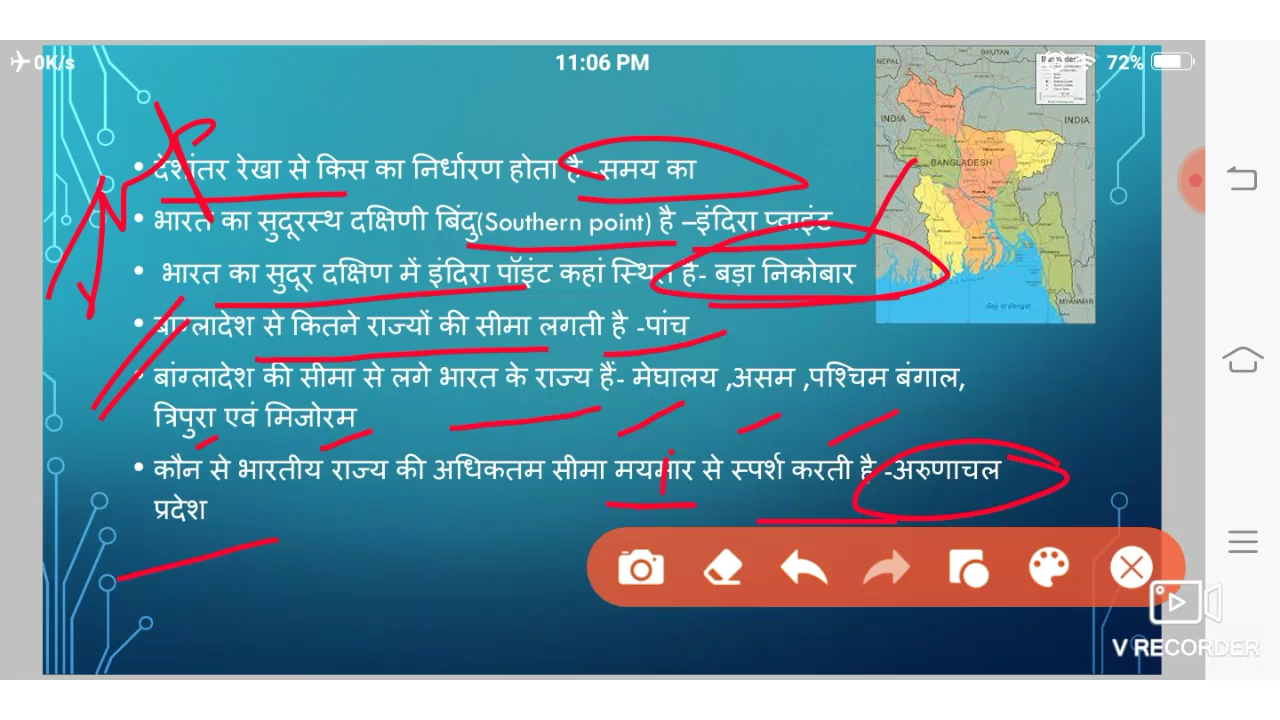 0K/s
11:06 PM
72%
NEPAL
BHUTAN
INDIA
INDIA
BANGLADESH
Bay of Bengal
MYANMAR
• देशांतर रेखा से किस का निर्धारण होता है -समय का
• भारत का सुदूरस्थ दक्षिणी बिंदु(Southern point) है –इंदिरा प्वाइंट
• भारत का सुदूर दक्षिण में इंदिरा पॉइंट कहां स्थित है- बड़ा निकोबार
• बांग्लादेश से कितने राज्यों की सीमा लगती है -पांच
• बांग्लादेश की सीमा से लगे भारत के राज्य हैं- मेघालय ,असम ,पश्चिम बंगाल,
त्रिपुरा एवं मिजोरम
• कौन से भारतीय राज्य की अधिकतम सीमा मयमार से स्पर्श करती है -अरुणाचल
प्रदेश
V RECORDER